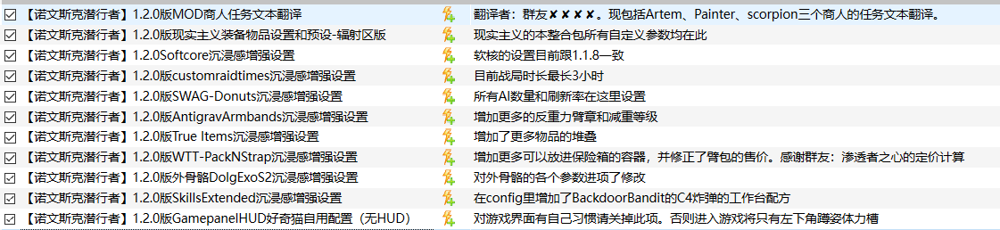 【诺文斯克潜行者】1.2.0版MOD商人任务文本翻译 翻译者：群友✘✘✘✘。现包括Artem、Painter、scorpion三个商人的任务文本翻译。
【诺文斯克潜行者】1.2.0版现实主义装备物品设置和预设-辐射区版 现实主义的本整合包所有自定义参数均在此
【诺文斯克潜行者】1.2.0Softcore沉浸感增强设置 软核的设置目前跟1.1.8一致
【诺文斯克潜行者】1.2.0版customraidtimes沉浸感增强设置 目前战局时长最长3小时
【诺文斯克潜行者】1.2.0版SWAG-Donuts沉浸感增强设置 所有AI数量和刷新率在这里设置
【诺文斯克潜行者】1.2.0版AntigravArmbands沉浸感增强设置 增加更多的反重力臂章和减重等级
【诺文斯克潜行者】1.2.0版True Items沉浸感增强设置 增加了更多物品的堆叠
【诺文斯克潜行者】1.2.0版WTT-PackNStrap沉浸感增强设置 增加更多可以放进保险箱的容器，并修正了臂包的售价。感谢群友：渗透者之心的定价计算
【诺文斯克潜行者】1.2.0版外骨骼DolgExoS2沉浸感增强设置 对外骨骼的各个参数进项了修改
【诺文斯克潜行者】1.2.0版SkillsExtended沉浸感增强设置 在config里增加了BackdoorBandit的C4炸弹的工作台配方
【诺文斯克潜行者】1.2.0版GamepanelHUD好奇猫自用配置（无HUD） 对游戏界面有自己习惯请关掉此项。否则进入游戏将只有左下角蹲姿体力槽